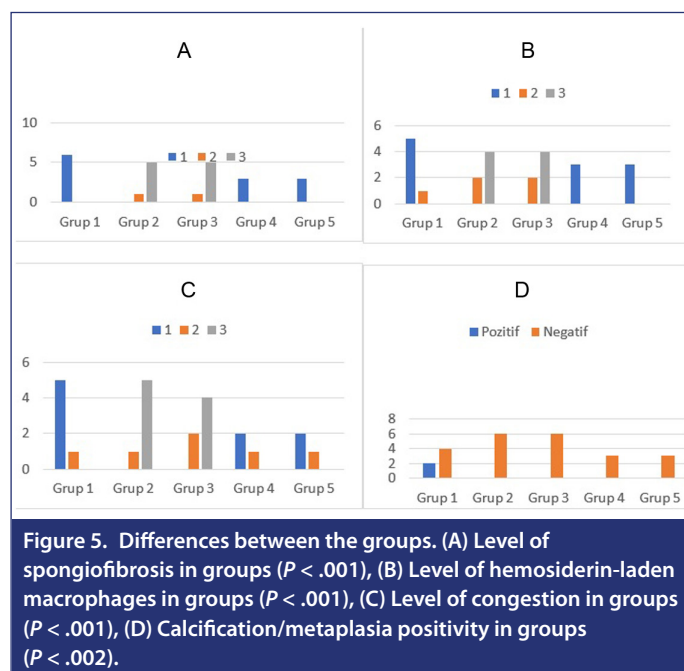 A
1 2 3
10
5
0
Grup 1 Grup 2 Grup 3 Grup 4 Grup 5
B
1 2 3
6
4
2
0
Grup 1 Grup 2 Grup 3 Grup 4 Grup 5
C
1 2 3
6
4
2
0
Grup 1 Grup 2 Grup 3 Grup 4 Grup 5
D
Pozitif Negatif
8
6
4
2
0
Grup 1 Grup 2 Grup 3 Grup 4 Grup 5
Figure 5. Differences between the groups. (A) Level of
spongiofibrosis in groups (P < .001), (B) Level of hemosiderin-laden
macrophages in groups (P < .001), (C) Level of congestion in groups
(P < .001), (D) Calcification/metaplasia positivity in groups
(P < .002).